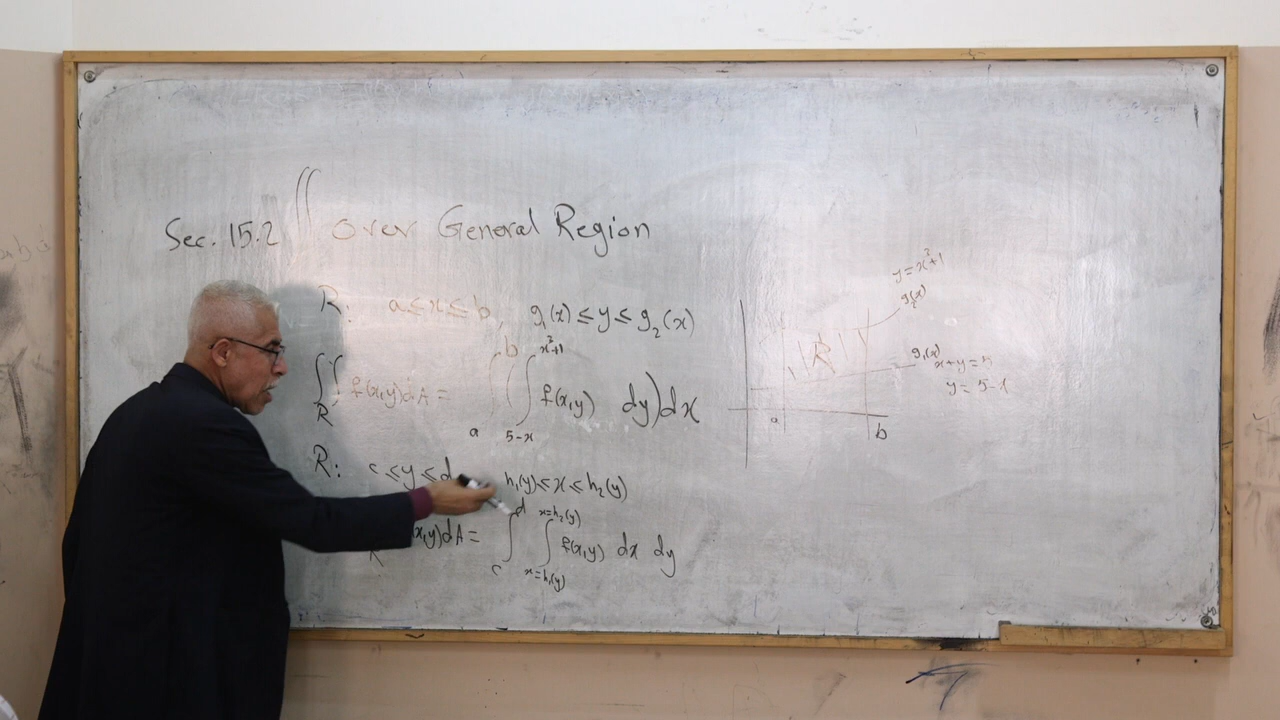 Sec. 15.2 ∬ over General Region
R: a ≤ x ≤ b, g₁(x) ≤ y ≤ g₂(x)
∬_R f(x,y) dA = ∫_a^b (∫_{5-x}^{x²+1} f(x,y) dy) dx
R: c ≤ y ≤ d h₁(y) ≤ x ≤ h₂(y)
(x,y) dA = ∫_c^d ∫_{x=h₁(y)}^{x=h₂(y)} f(x,y) dx dy
y = x²+1
g₂(x)
R
g₁(x)
x+y=5
y = 5-x
a b